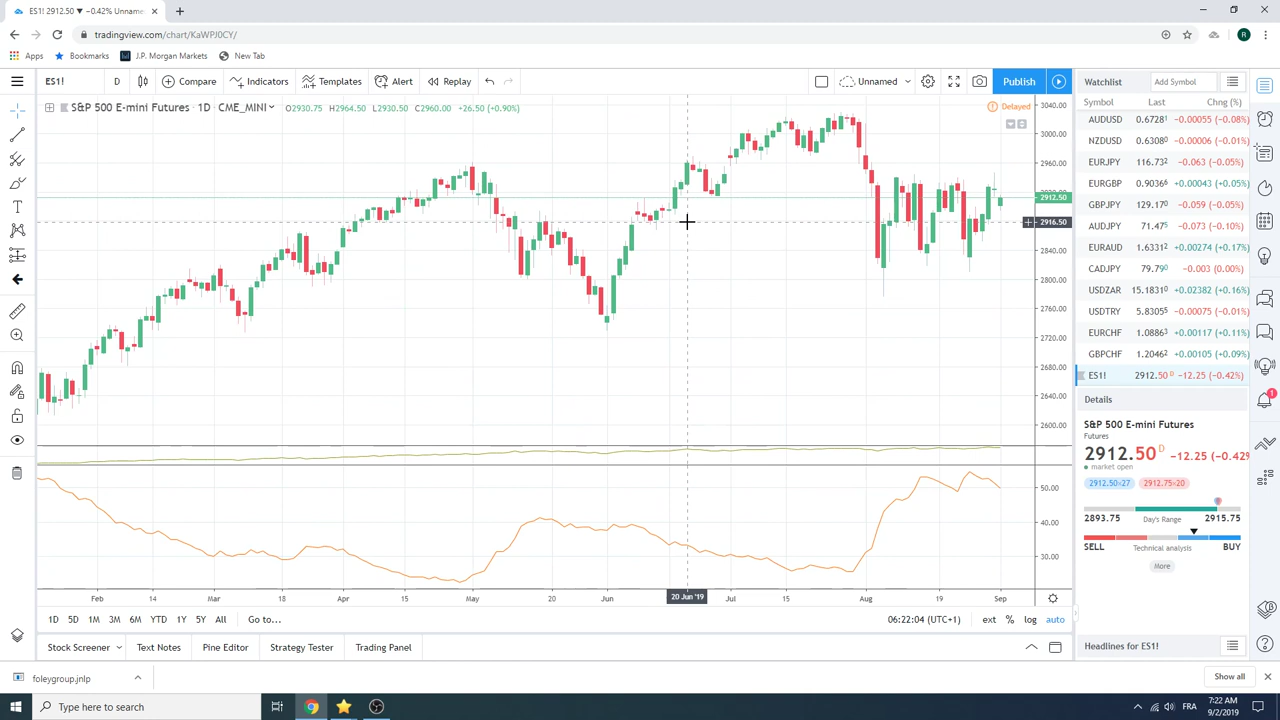 ES1! 2912.50 ▼ −0.42% Unname
tradingview.com/chart/KaWPJ0CY/
R
Apps Bookmarks J.P. Morgan Markets New Tab
ES1! D Compare Indicators Templates Alert Replay Unnamed Publish
S&P 500 E-mini Futures · 1D · CME_MINI O2930.75 H2964.50 L2930.50 C2960.00 +26.50 (+0.90%)
Delayed
3040.00
3000.00
2960.00
2912.50
2916.50
2840.00
2800.00
2760.00
2720.00
2680.00
2640.00
2600.00
50.00
40.00
30.00
Feb 14 Mar 18 Apr 15 May 20 Jun 20 Jun '19 Jul 15 Aug 19 Sep
1D 5D 1M 3M 6M YTD 1Y 5Y All Go to... 06:22:04 (UTC+1) ext % log auto
Stock Screener Text Notes Pine Editor Strategy Tester Trading Panel
Watchlist Add Symbol
Symbol Last Chng (%)
AUDUSD 0.6728¹ −0.00055 (−0.08%)
NZDUSD 0.6308⁰ −0.00006 (−0.01%)
EURJPY 116.73² −0.063 (−0.05%)
EURGBP 0.9036⁶ +0.00043 (+0.05%)
GBPJPY 129.17⁰ −0.059 (−0.05%)
AUDJPY 71.47⁵ −0.073 (−0.10%)
EURAUD 1.6331² +0.00274 (+0.17%)
CADJPY 79.79⁰ −0.003 (0.00%)
USDZAR 15.1831⁰ +0.02382 (+0.16%)
USDTRY 5.8305⁵ −0.00075 (−0.01%)
EURCHF 1.0886³ +0.00117 (+0.11%)
GBPCHF 1.2046² +0.00105 (+0.09%)
ES1! 2912.50 D −12.25 (−0.42%)
Details
S&P 500 E-mini Futures
Futures
2912.50 D −12.25 (−0.42%
market open
2912.50×27 2912.75×20
2893.75 Day's Range 2915.75
SELL Technical analysis BUY
More
Headlines for ES1!
1
foleygroup.jnlp Show all
Type here to search
FRA 7:22 AM
9/2/2019